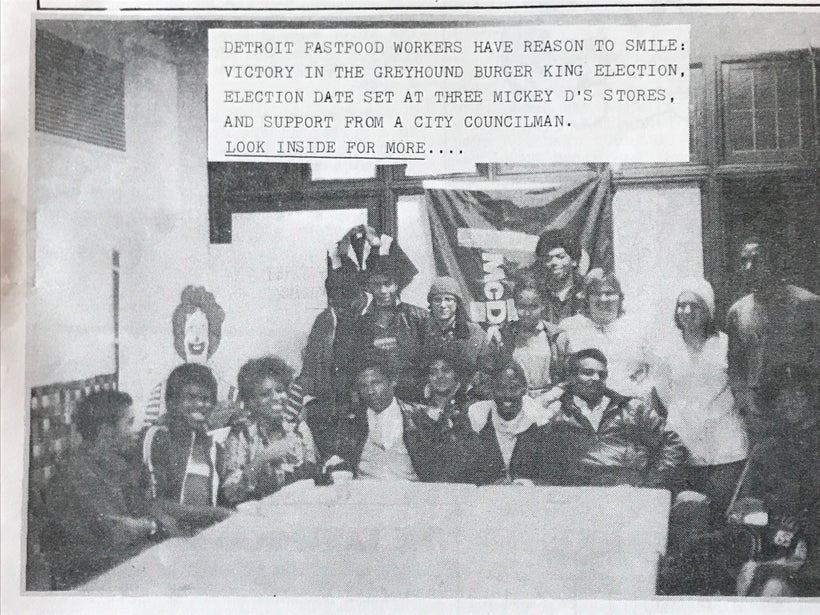 DETROIT FASTFOOD WORKERS HAVE REASON TO SMILE:
VICTORY IN THE GREYHOUND BURGER KING ELECTION,
ELECTION DATE SET AT THREE MICKEY D'S STORES,
AND SUPPORT FROM A CITY COUNCILMAN.
LOOK INSIDE FOR MORE....